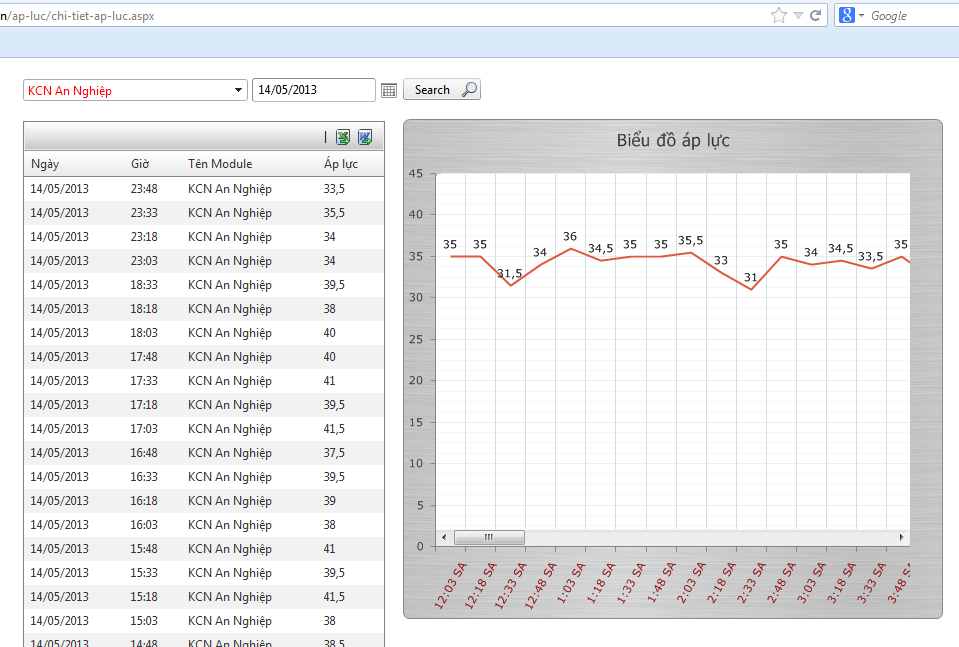 n/ap-luc/chi-tiet-ap-luc.aspx Google
KCN An Nghiệp 14/05/2013 Search
Ngày Giờ Tên Module Áp lực
14/05/2013 23:48 KCN An Nghiệp 33,5
14/05/2013 23:33 KCN An Nghiệp 35,5
14/05/2013 23:18 KCN An Nghiệp 34
14/05/2013 23:03 KCN An Nghiệp 34
14/05/2013 18:33 KCN An Nghiệp 39,5
14/05/2013 18:18 KCN An Nghiệp 38
14/05/2013 18:03 KCN An Nghiệp 40
14/05/2013 17:48 KCN An Nghiệp 40
14/05/2013 17:33 KCN An Nghiệp 41
14/05/2013 17:18 KCN An Nghiệp 39,5
14/05/2013 17:03 KCN An Nghiệp 41,5
14/05/2013 16:48 KCN An Nghiệp 37,5
14/05/2013 16:33 KCN An Nghiệp 39,5
14/05/2013 16:18 KCN An Nghiệp 39
14/05/2013 16:03 KCN An Nghiệp 38
14/05/2013 15:48 KCN An Nghiệp 41
14/05/2013 15:33 KCN An Nghiệp 39,5
14/05/2013 15:18 KCN An Nghiệp 41,5
14/05/2013 15:03 KCN An Nghiệp 38
14/05/2013 14:48 KCN An Nghiệp 38,5
Biểu đồ áp lực
45
40
35
30
25
20
15
10
5
0
35 35 31,5 34 36 34,5 35 35 35,5 33 31 35 34 34,5 33,5 35
12:03 SA 12:18 SA 12:33 SA 12:48 SA 1:03 SA 1:18 SA 1:33 SA 1:48 SA 2:03 SA 2:18 SA 2:33 SA 2:48 SA 3:03 SA 3:18 SA 3:33 SA 3:48